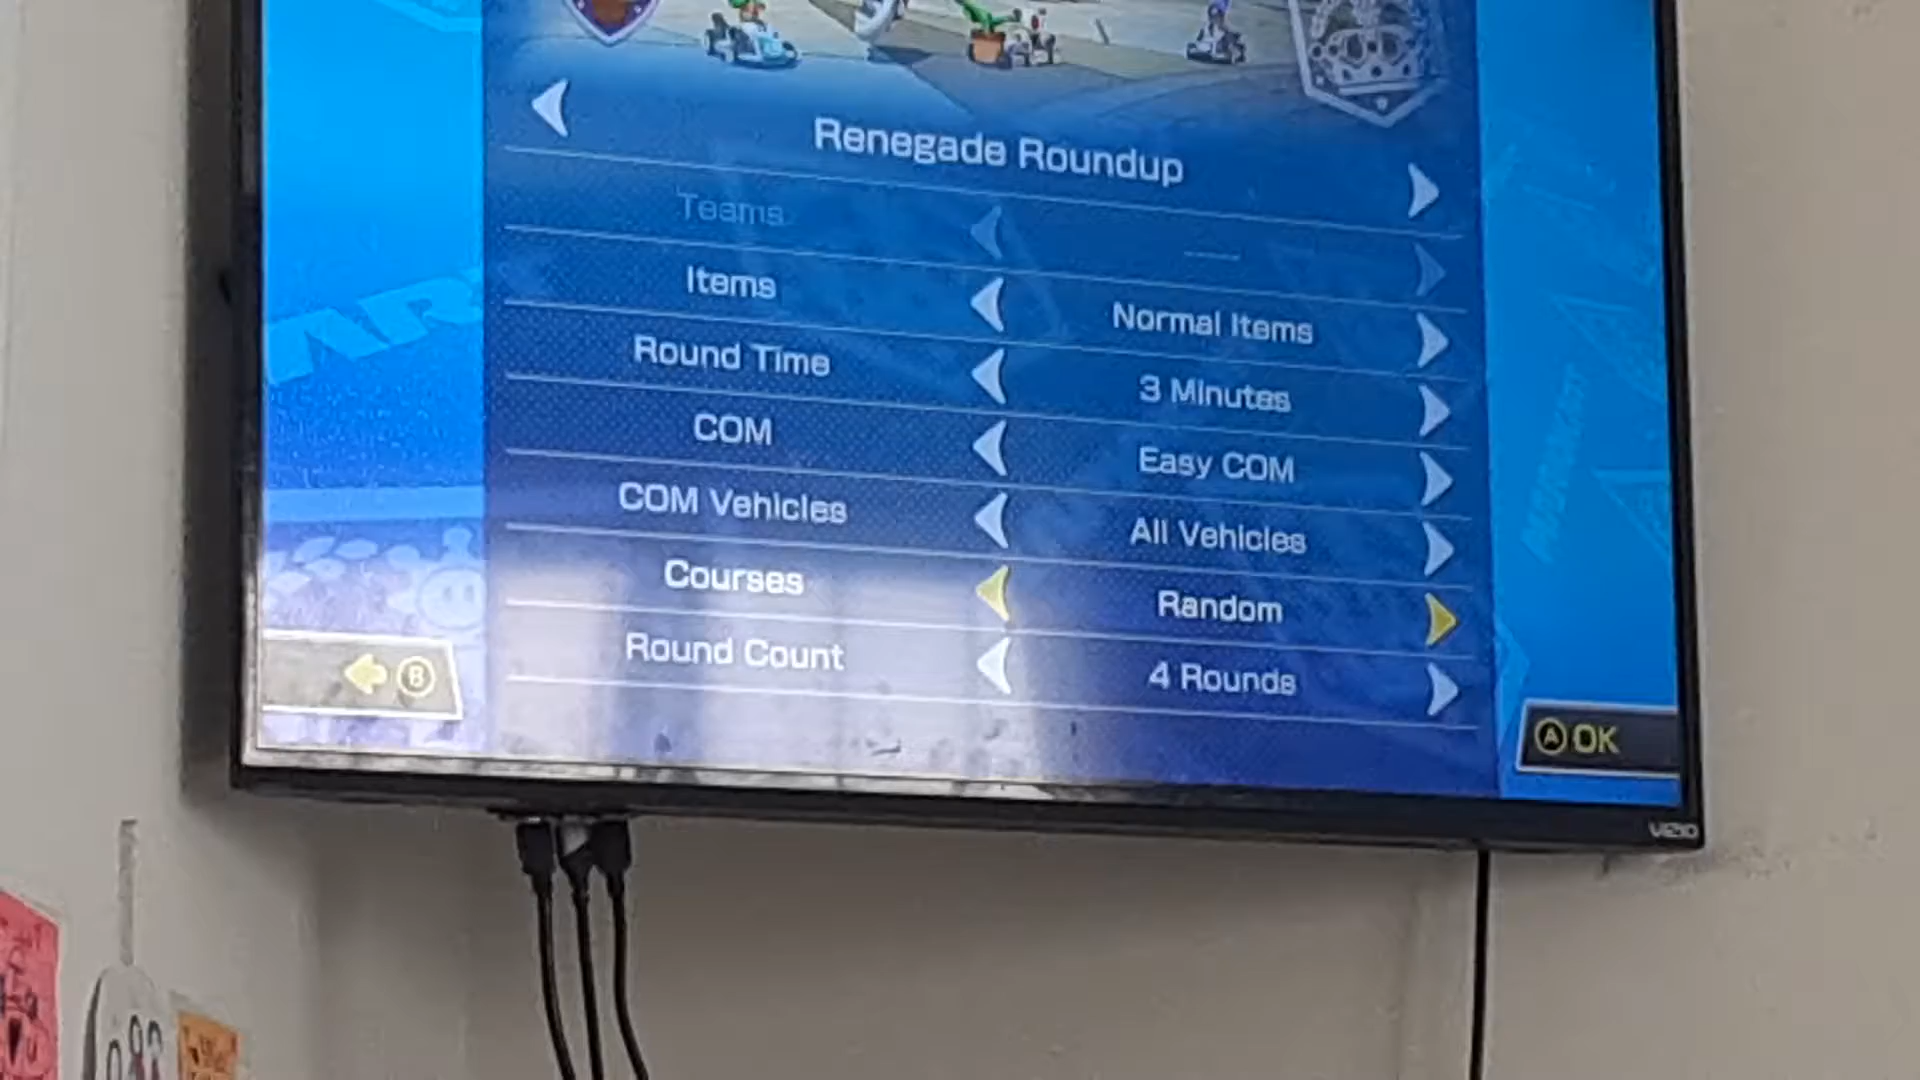 Renegade Roundup
Teams
Items Normal Items
Round Time 3 Minutes
COM Easy COM
COM Vehicles All Vehicles
Courses Random
Round Count 4 Rounds
B
A OK
VIZIO